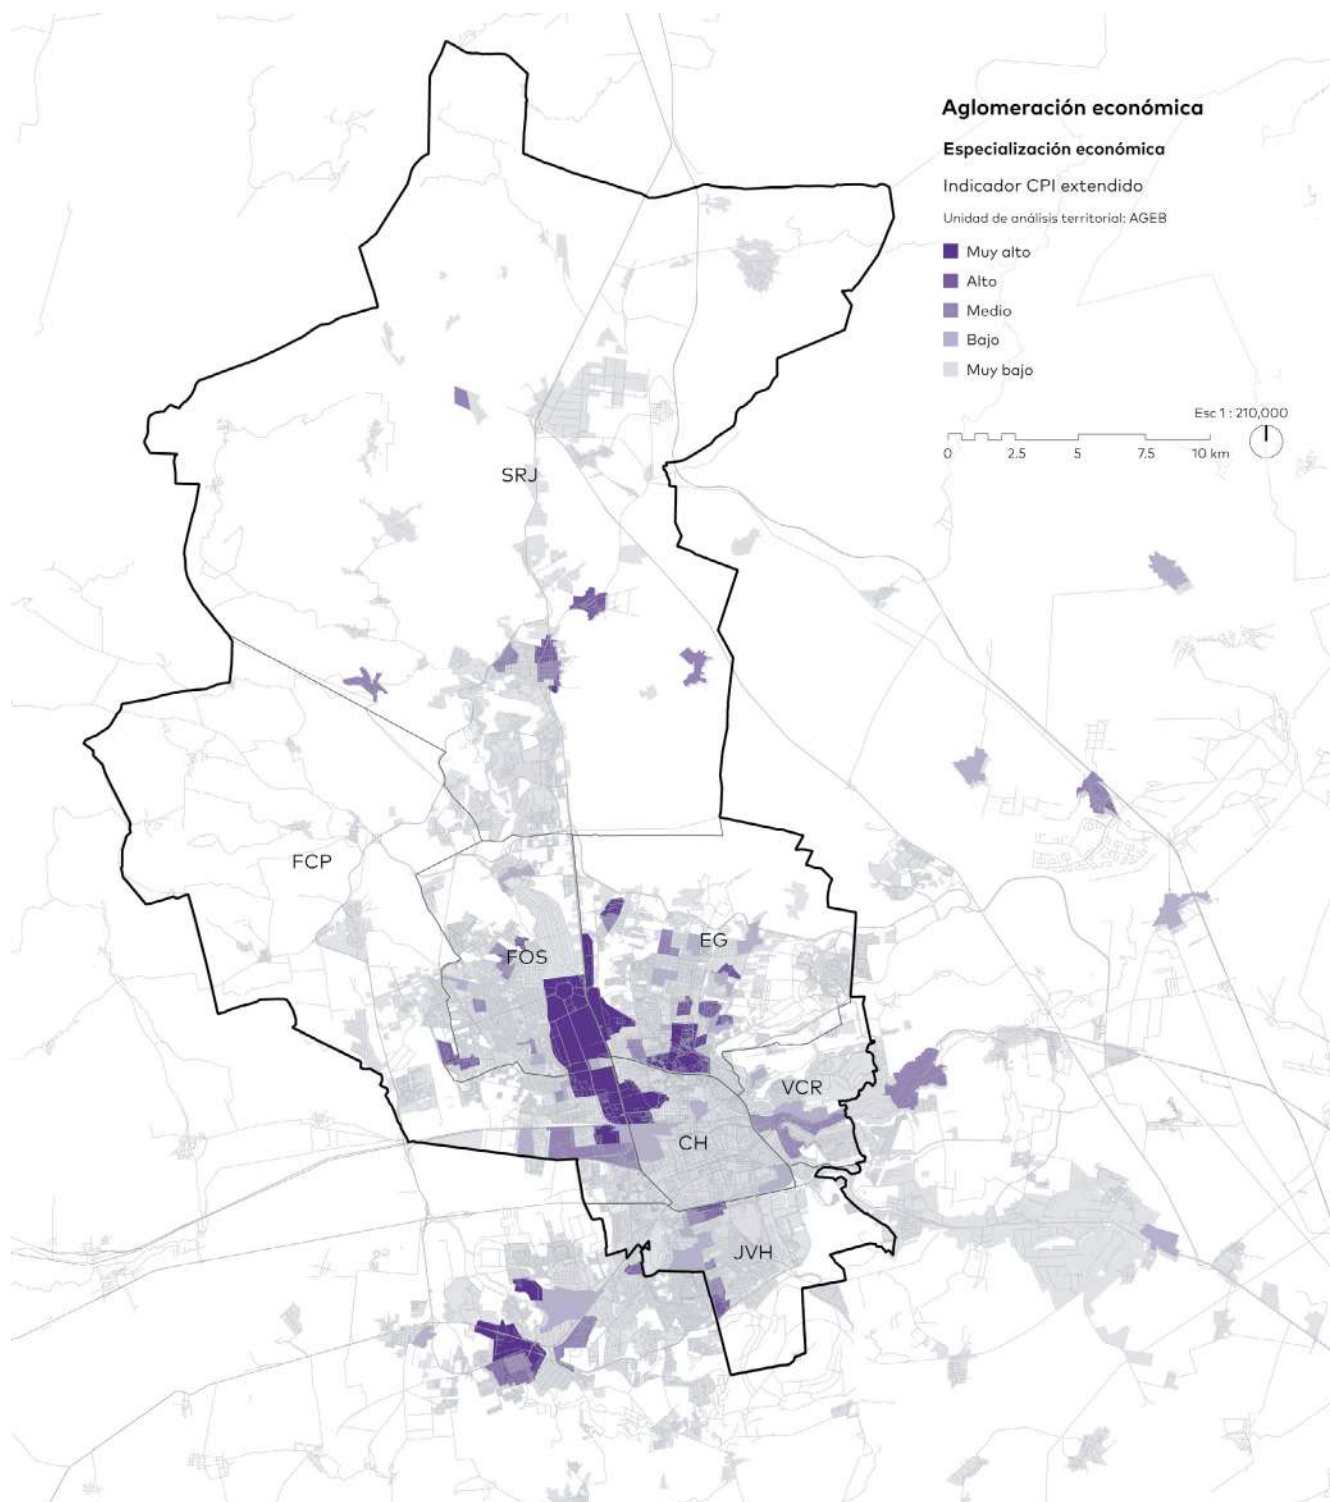 Aglomeración económica
Especialización económica
Indicador CPI extendido
Unidad de análisis territorial: AGEB
Muy alto
Alto
Medio
Bajo
Muy bajo
Esc 1 : 210,000
0 2.5 5 7.5 10 km
SRJ
FCP
FOS
EG
VCR
CH
JVH